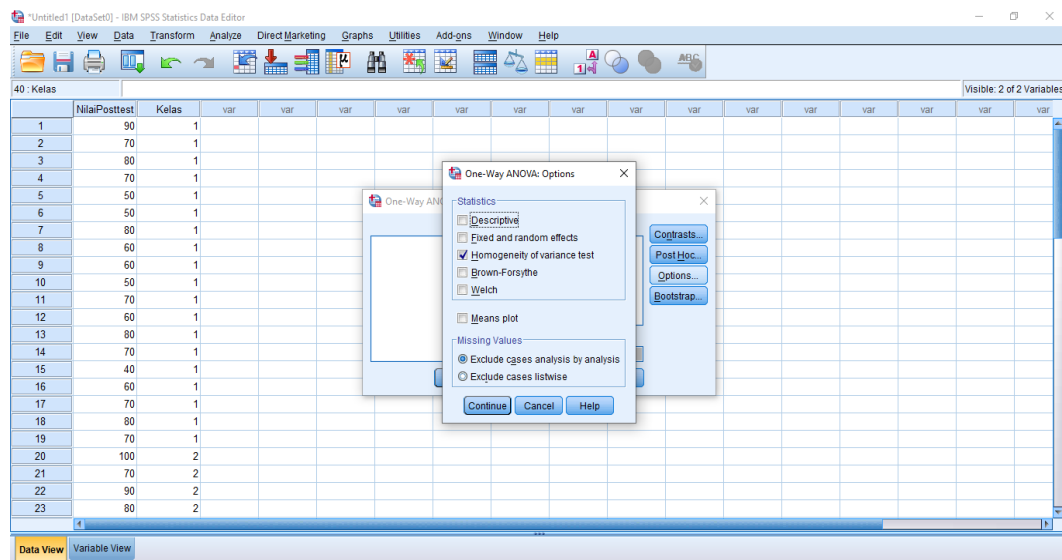 *Untitled1 [DataSet0] - IBM SPSS Statistics Data Editor
File Edit View Data Transform Analyze Direct Marketing Graphs Utilities Add-ons Window Help
40 : Kelas
Visible: 2 of 2 Variables
NilaiPosttest Kelas var var var var var var var var var var var var var var var
1 90 1
2 70 1
3 80 1
4 70 1
5 50 1
6 50 1
7 80 1
8 60 1
9 60 1
10 50 1
11 70 1
12 60 1
13 80 1
14 70 1
15 40 1
16 60 1
17 70 1
18 80 1
19 70 1
20 100 2
21 70 2
22 90 2
23 80 2
One-Way
Contrasts...
Post Hoc...
Options...
Bootstrap...
One-Way ANOVA: Options
Statistics
Descriptive
Fixed and random effects
Homogeneity of variance test
Brown-Forsythe
Welch
Means plot
Missing Values
Exclude cases analysis by analysis
Exclude cases listwise
Continue Cancel Help
Data View Variable View